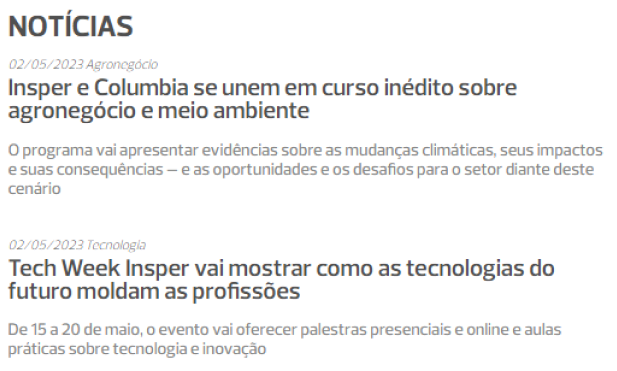 NOTÍCIAS
02/05/2023 Agronegócio
Insper e Columbia se unem em curso inédito sobre
agronegócio e meio ambiente
O programa vai apresentar evidências sobre as mudanças climáticas, seus impactos
e suas consequências — e as oportunidades e os desafios para o setor diante deste
cenário
02/05/2023 Tecnologia
Tech Week Insper vai mostrar como as tecnologias do
futuro moldam as profissões
De 15 a 20 de maio, o evento vai oferecer palestras presenciais e online e aulas
práticas sobre tecnologia e inovação